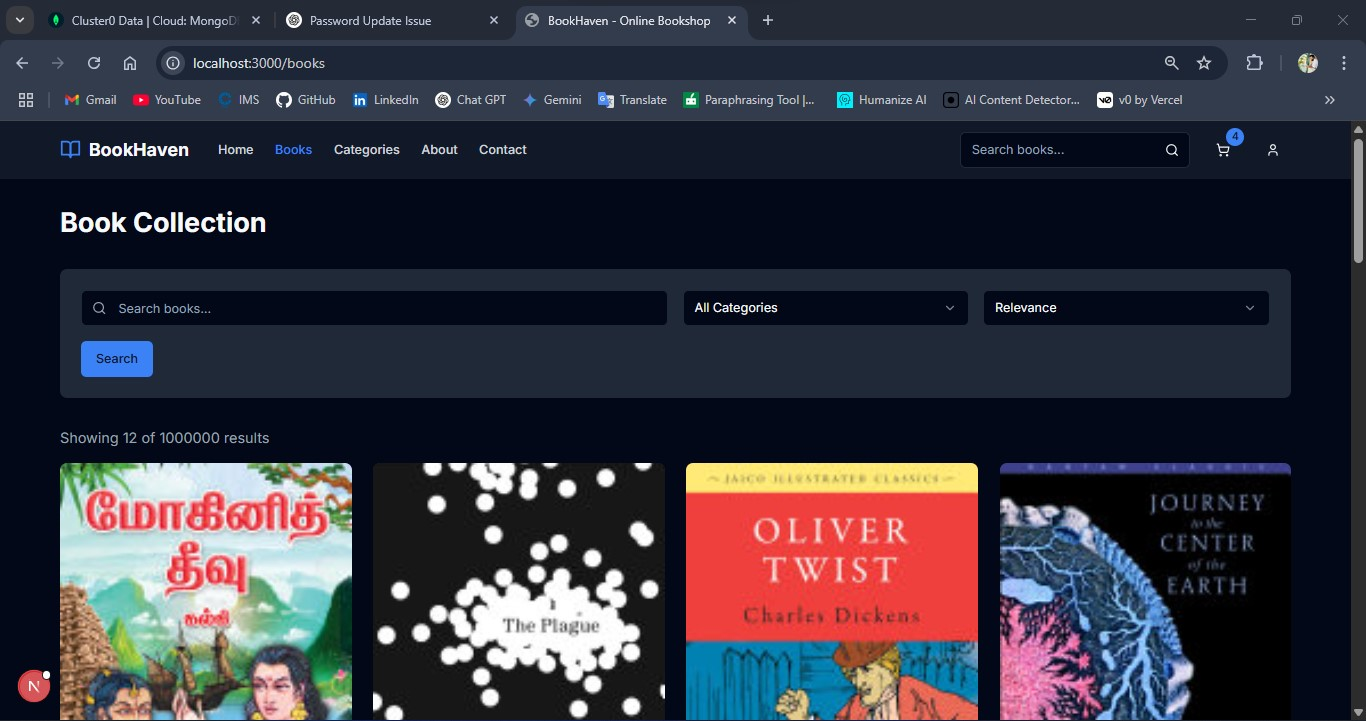 Cluster0 Data | Cloud: MongoD
Password Update Issue
BookHaven - Online Bookshop
localhost:3000/books
Gmail
YouTube
IMS
GitHub
LinkedIn
Chat GPT
Gemini
Translate
Paraphrasing Tool |...
Humanize AI
AI Content Detector...
v0 by Vercel
BookHaven
Home
Books
Categories
About
Contact
Search books...
4
Book Collection
Search books...
All Categories
Relevance
Search
Showing 12 of 1000000 results
மோகினித்
தீவு
கல்கி
The Plague
JAICO ILLUSTRATED CLASSICS
OLIVER
TWIST
Charles Dickens
JOURNEY
to the
CENTER
of the
EARTH
N